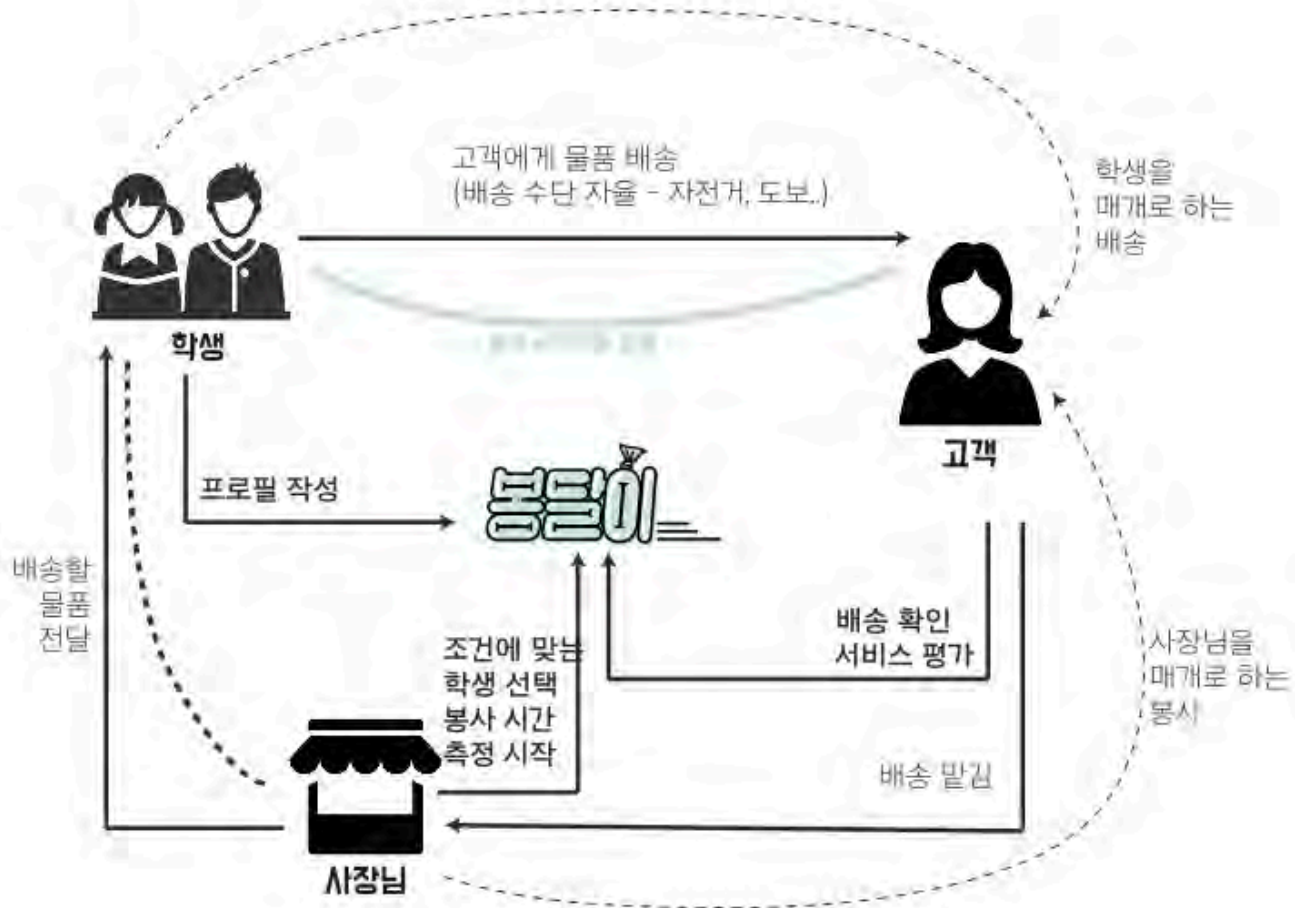 고객에게 물품 배송
(배송 수단 자율 - 자전거, 도보..)
학생을
매개로 하는
배송
학생
고객
프로필 작성
봉달이
배송할
물품
전달
조건에 맞는
학생 선택
봉사 시간
측정 시작
배송 확인
서비스 평가
사장님을
매개로 하는
봉사
배송 맡김
사장님